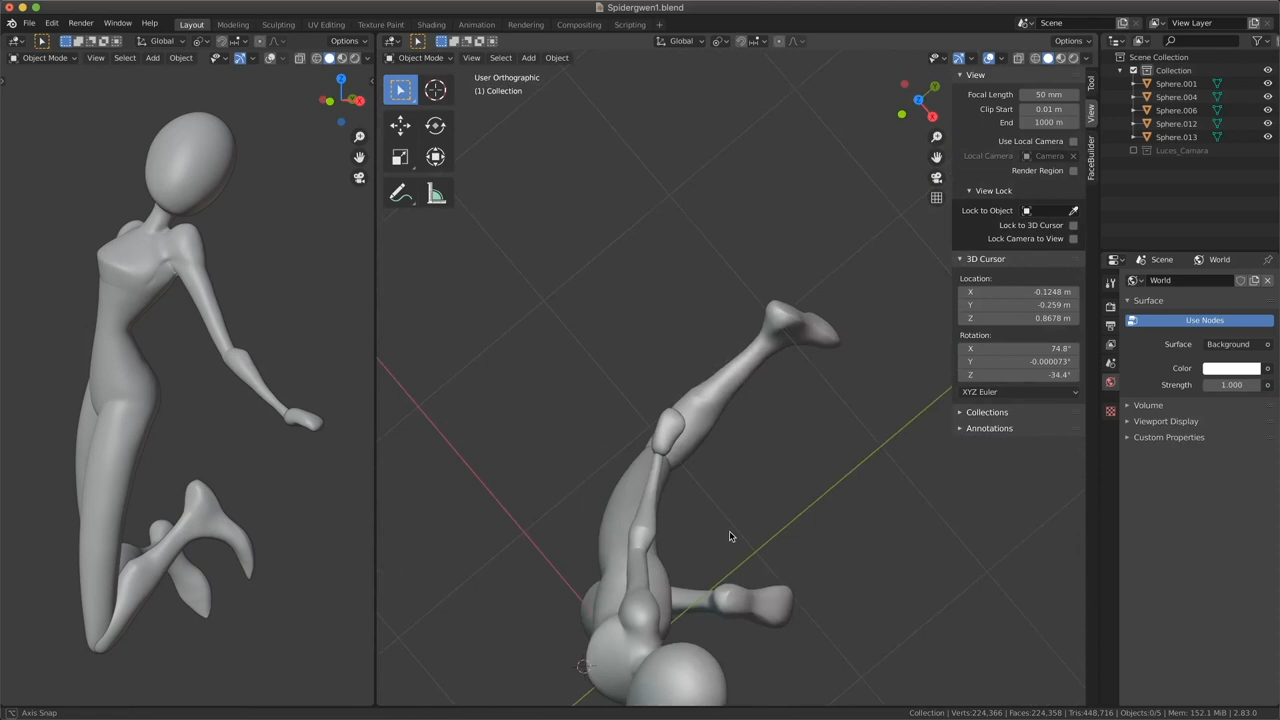 Spidergwen1.blend
File Edit Render Window Help
Layout Modeling Sculpting UV Editing Texture Paint Shading Animation Rendering Compositing Scripting +
Scene
View Layer
Global
Options
Object Mode View Select Add Object
Global
Options
Object Mode View Select Add Object
User Orthographic
(1) Collection
View
Focal Length 50 mm
Clip Start 0.01 m
End 1000 m
Use Local Camera
Local Camera Camera
Render Region
View Lock
Lock to Object
Lock to 3D Cursor
Lock Camera to View
3D Cursor
Location:
X -0.1248 m
Y -0.259 m
Z 0.8678 m
Rotation:
X 74.8°
Y -0.000073°
Z -34.4°
XYZ Euler
Collections
Annotations
Tool
View
FaceBuilder
Scene Collection
Collection
Sphere.001
Sphere.004
Sphere.006
Sphere.012
Sphere.013
Luces_Camara
Scene World
World
Surface
Use Nodes
Surface Background
Color
Strength 1.000
Volume
Viewport Display
Custom Properties
Z
Y
X
Z
Y
X
Axis Snap
Collection | Verts:224,366 | Faces:224,358 | Tris:448,716 | Objects:0/5 | Mem: 152.1 MiB | 2.83.0